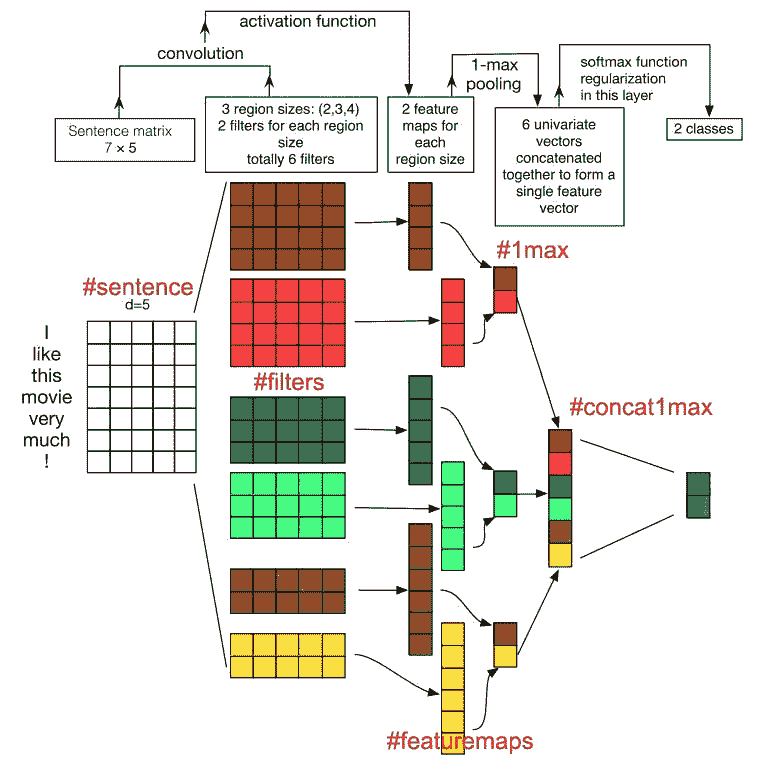 activation function
convolution
1-max
pooling
softmax function
regularization
in this layer
Sentence matrix
7 × 5
3 region sizes: (2,3,4)
2 filters for each region
size
totally 6 filters
2 feature
maps for
each
region size
6 univariate
vectors
concatenated
together to form a
single feature
vector
2 classes
#sentence
d=5
I
like
this
movie
very
much
!
#filters
#1max
#concat1max
#featuremaps